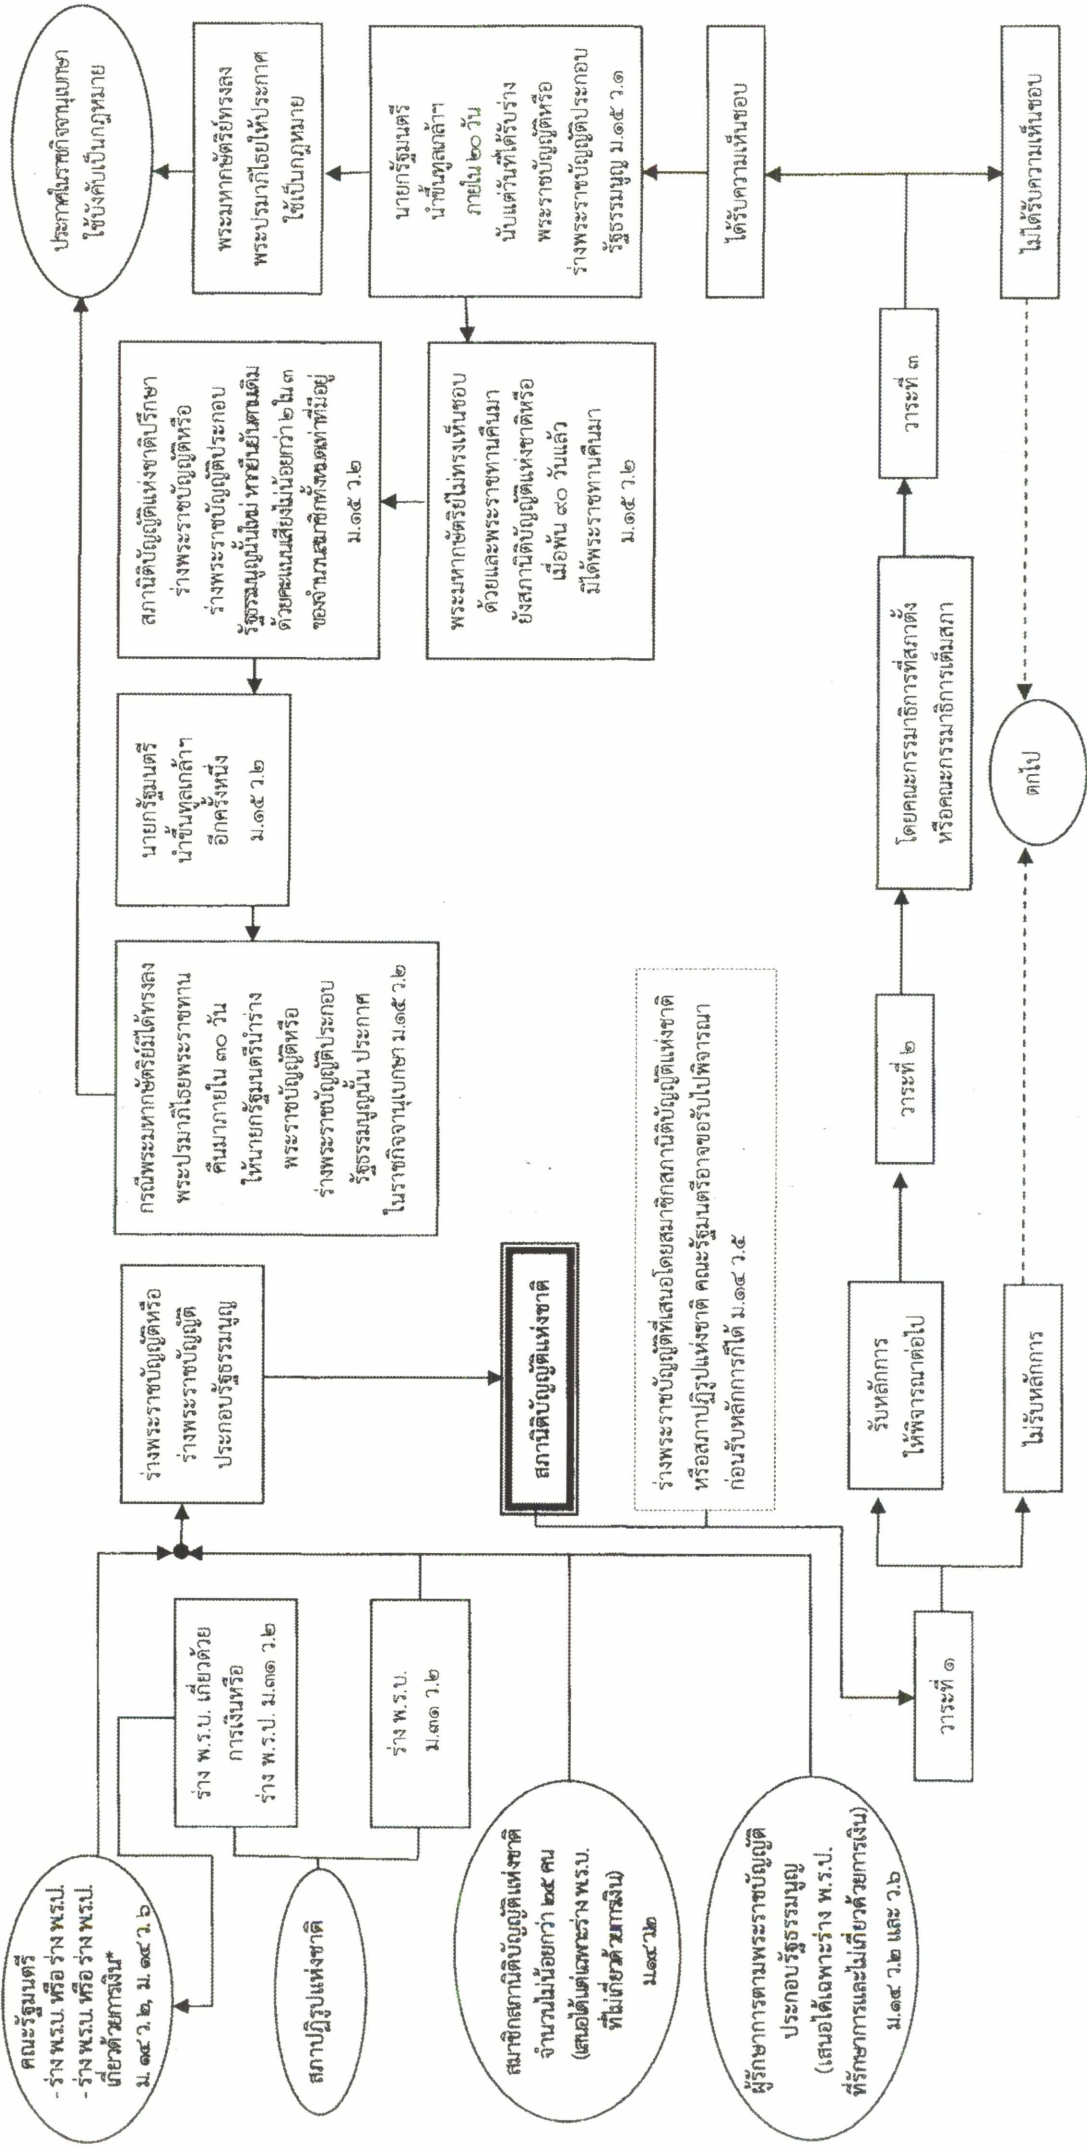 คณะรัฐมนตรี
- ร่าง พ.ร.บ. หรือ ร่าง พ.ร.ป.
- ร่าง พ.ร.บ. หรือ ร่าง พ.ร.ป.
เกี่ยวด้วยการเงิน*
ม. ๑๔ ว.๒, ม. ๑๔ ว. ๖
สภาปฏิรูปแห่งชาติ
ร่าง พ.ร.บ. เกี่ยวด้วย
การเงินหรือ
ร่าง พ.ร.ป. ม.๓๑ ว.๒
ร่าง พ.ร.บ.
ม.๓๑ ว.๒
สมาชิกสภานิติบัญญัติแห่งชาติ
จำนวนไม่น้อยกว่า ๒๕ คน
(เสนอได้แต่เฉพาะร่าง พ.ร.บ.
ที่ไม่เกี่ยวด้วยการเงิน)
ม.๑๔ ว.๒
ผู้รักษาการตามพระราชบัญญัติ
ประกอบรัฐธรรมนูญ
(เสนอได้เฉพาะร่าง พ.ร.ป.
ที่รักษาการและไม่เกี่ยวด้วยการเงิน)
ม.๑๔ ว.๒ และ ว.๖
ร่างพระราชบัญญัติหรือ
ร่างพระราชบัญญัติ
ประกอบรัฐธรรมนูญ
สภานิติบัญญัติแห่งชาติ
ร่างพระราชบัญญัติที่เสนอโดยสมาชิกสภานิติบัญญัติแห่งชาติ
หรือสภาปฏิรูปแห่งชาติ คณะรัฐมนตรีอาจขอรับไปพิจารณา
ก่อนรับหลักการก็ได้ ม.๑๔ ว.๕
วาระที่ ๑
รับหลักการ
ให้พิจารณาต่อไป
ไม่รับหลักการ
วาระที่ ๒
โดยคณะกรรมาธิการที่สภาตั้ง
หรือคณะกรรมาธิการเต็มสภา
ตกไป
วาระที่ ๓
ได้รับความเห็นชอบ
ไม่ได้รับความเห็นชอบ
นายกรัฐมนตรี
นำขึ้นทูลเกล้าฯ
ภายใน ๒๐ วัน
นับแต่วันที่ได้รับร่าง
พระราชบัญญัติหรือ
ร่างพระราชบัญญัติประกอบ
รัฐธรรมนูญ ม.๑๕ ว.๑
พระมหากษัตริย์ทรงลง
พระปรมาภิไธยให้ประกาศ
ใช้เป็นกฎหมาย
ประกาศในราชกิจจานุเบกษา
ใช้บังคับเป็นกฎหมาย
พระมหากษัตริย์ไม่ทรงเห็นชอบ
ด้วยและพระราชทานคืนมา
ยังสภานิติบัญญัติแห่งชาติหรือ
เมื่อพ้น ๙๐ วันแล้ว
มิได้พระราชทานคืนมา
ม.๑๕ ว.๒
สภานิติบัญญัติแห่งชาติปรึกษา
ร่างพระราชบัญญัติหรือ
ร่างพระราชบัญญัติประกอบ
รัฐธรรมนูญนั้นใหม่ หากยืนยันตามเดิม
ด้วยคะแนนเสียงไม่น้อยกว่า ๒ ใน ๓
ของจำนวนสมาชิกทั้งหมดเท่าที่มีอยู่
ม.๑๕ ว.๒
นายกรัฐมนตรี
นำขึ้นทูลเกล้าฯ
อีกครั้งหนึ่ง
ม.๑๕ ว.๒
กรณีพระมหากษัตริย์มิได้ทรงลง
พระปรมาภิไธยพระราชทาน
คืนมาภายใน ๓๐ วัน
ให้นายกรัฐมนตรีนำร่าง
พระราชบัญญัติหรือ
ร่างพระราชบัญญัติประกอบ
รัฐธรรมนูญนั้น ประกาศ
ในราชกิจจานุเบกษา ม.๑๕ ว.๒